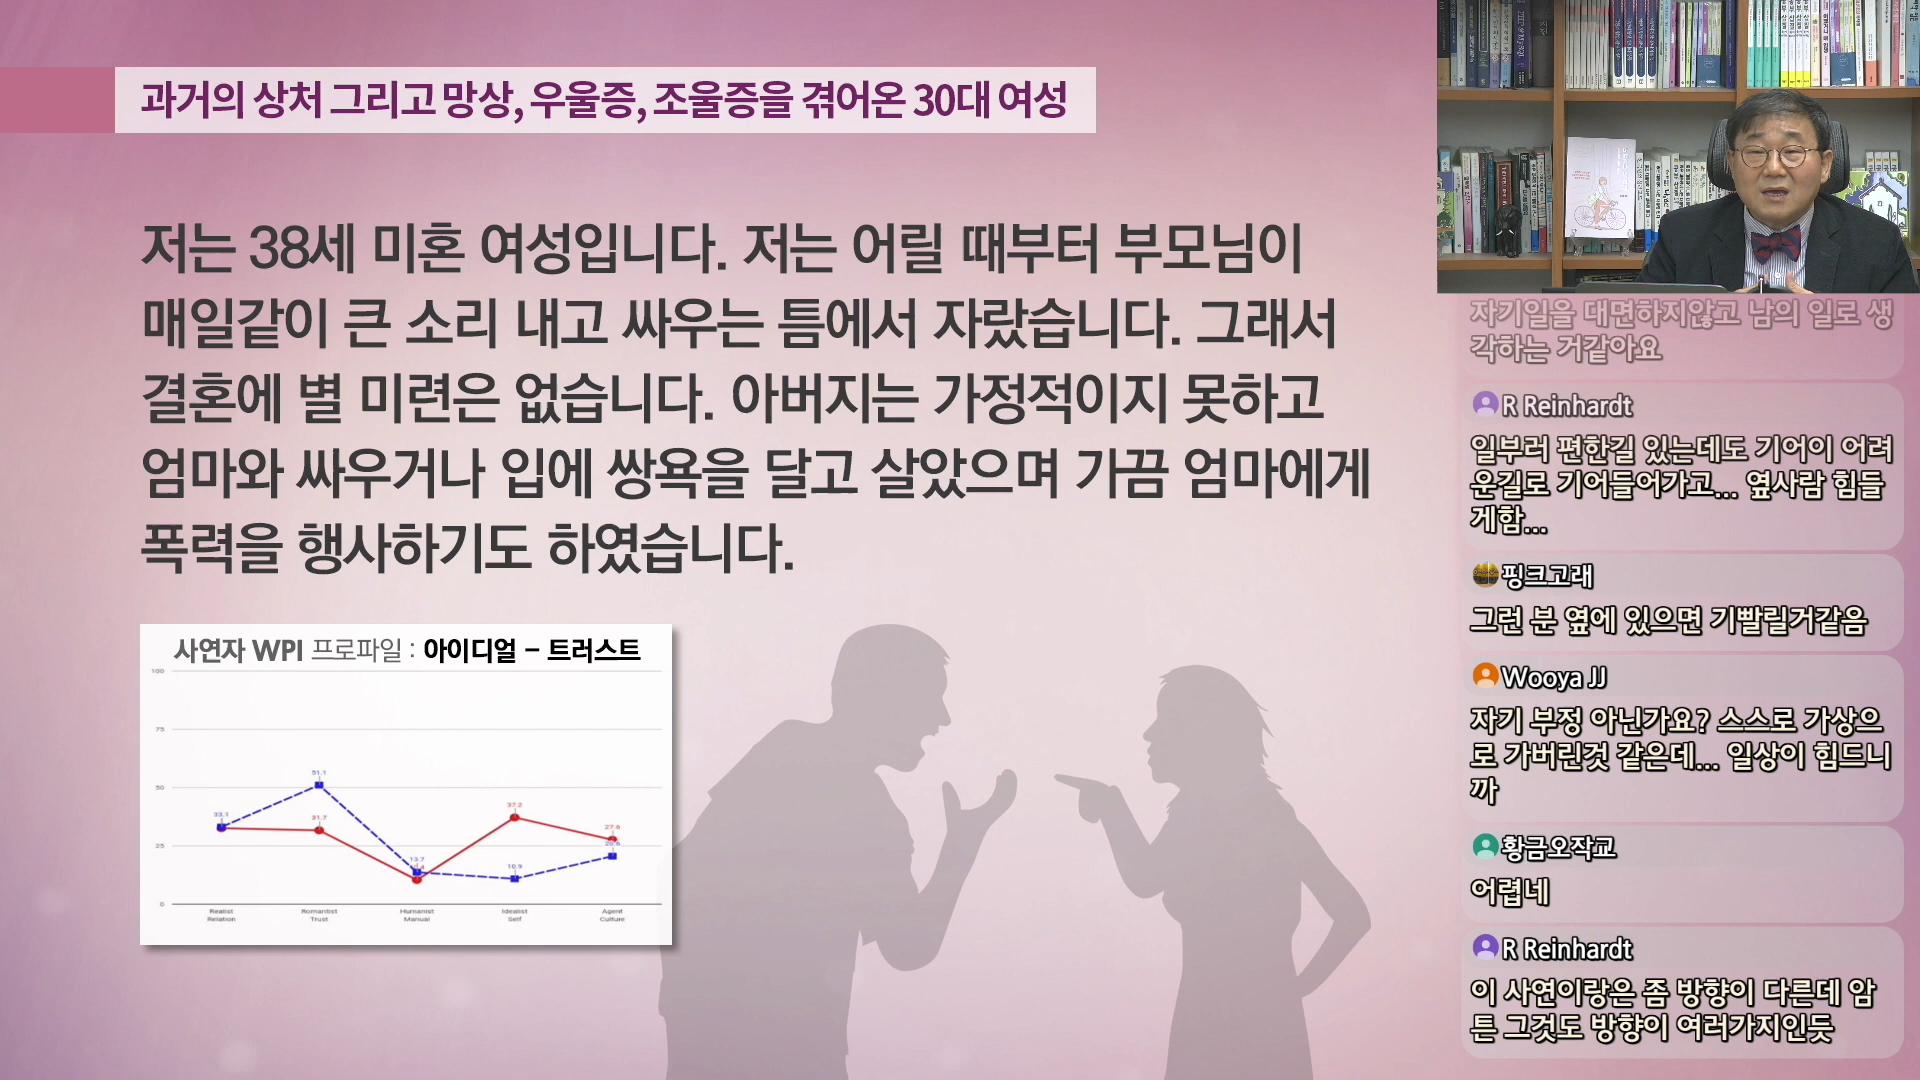 과거의 상처 그리고 망상, 우울증, 조울증을 겪어온 30대 여성
저는 38세 미혼 여성입니다. 저는 어릴 때부터 부모님이
매일같이 큰 소리 내고 싸우는 틈에서 자랐습니다. 그래서
결혼에 별 미련은 없습니다. 아버지는 가정적이지 못하고
엄마와 싸우거나 입에 쌍욕을 달고 살았으며 가끔 엄마에게
폭력을 행사하기도 하였습니다.
사연자 WPI 프로파일 : 아이디얼 – 트러스트
100
75
50
25
0
33.1
51.1
31.7
13.7
37.2
10.9
27.6
Realist
Relation
Romantist
Trust
Humanist
Manual
Idealist
Self
Agent
Culture
자기일을 대면하지않고 남의 일로 생
각하는 거같아요
R Reinhardt
일부러 편한길 있는데도 기어이 어려
운길로 기어들어가고... 옆사람 힘들
게함...
핑크고래
그런 분 옆에 있으면 기빨릴거같음
Wooya JJ
자기 부정 아닌가요? 스스로 가상으
로 가버린것 같은데... 일상이 힘드니
까
황금오작교
어렵네
R Reinhardt
이 사연이랑은 좀 방향이 다른데 암
튼 그것도 방향이 여러가지인듯